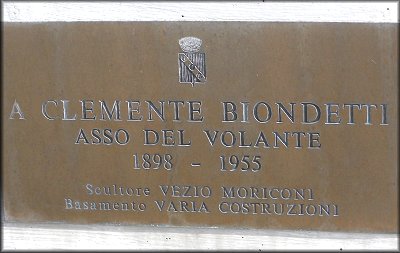 A CLEMENTE BIONDETTI
ASSO DEL VOLANTE
1898 - 1955
Scultore VEZIO MORICONI
Basamento VARIA COSTRUZIONI